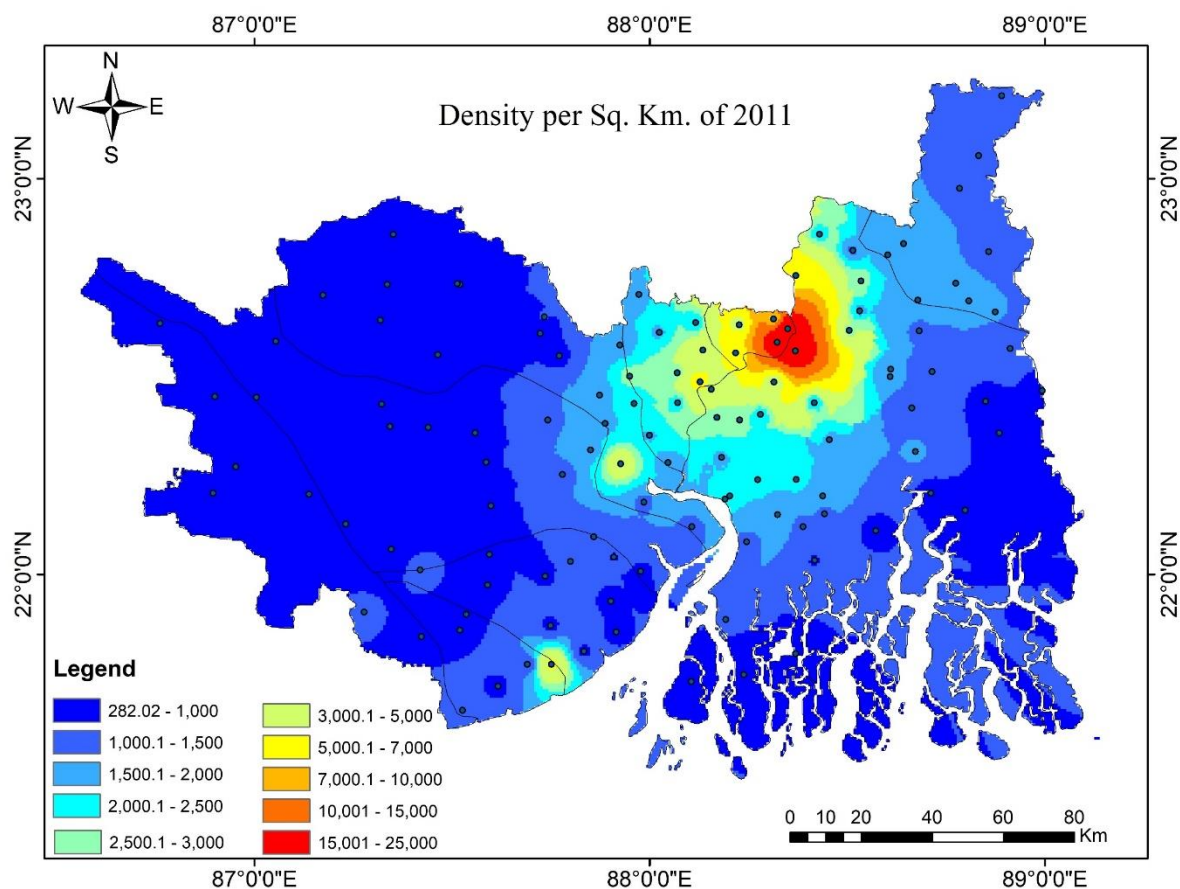 87°0'0"E 88°0'0"E 89°0'0"E
N
W E
S
Density per Sq. Km. of 2011
23°0'0"N 23°0'0"N
22°0'0"N 22°0'0"N
Legend
282.02 - 1,000
1,000.1 - 1,500
1,500.1 - 2,000
2,000.1 - 2,500
2,500.1 - 3,000
3,000.1 - 5,000
5,000.1 - 7,000
7,000.1 - 10,000
10,001 - 15,000
15,001 - 25,000
0 10 20 40 60 80
Km
87°0'0"E 88°0'0"E 89°0'0"E